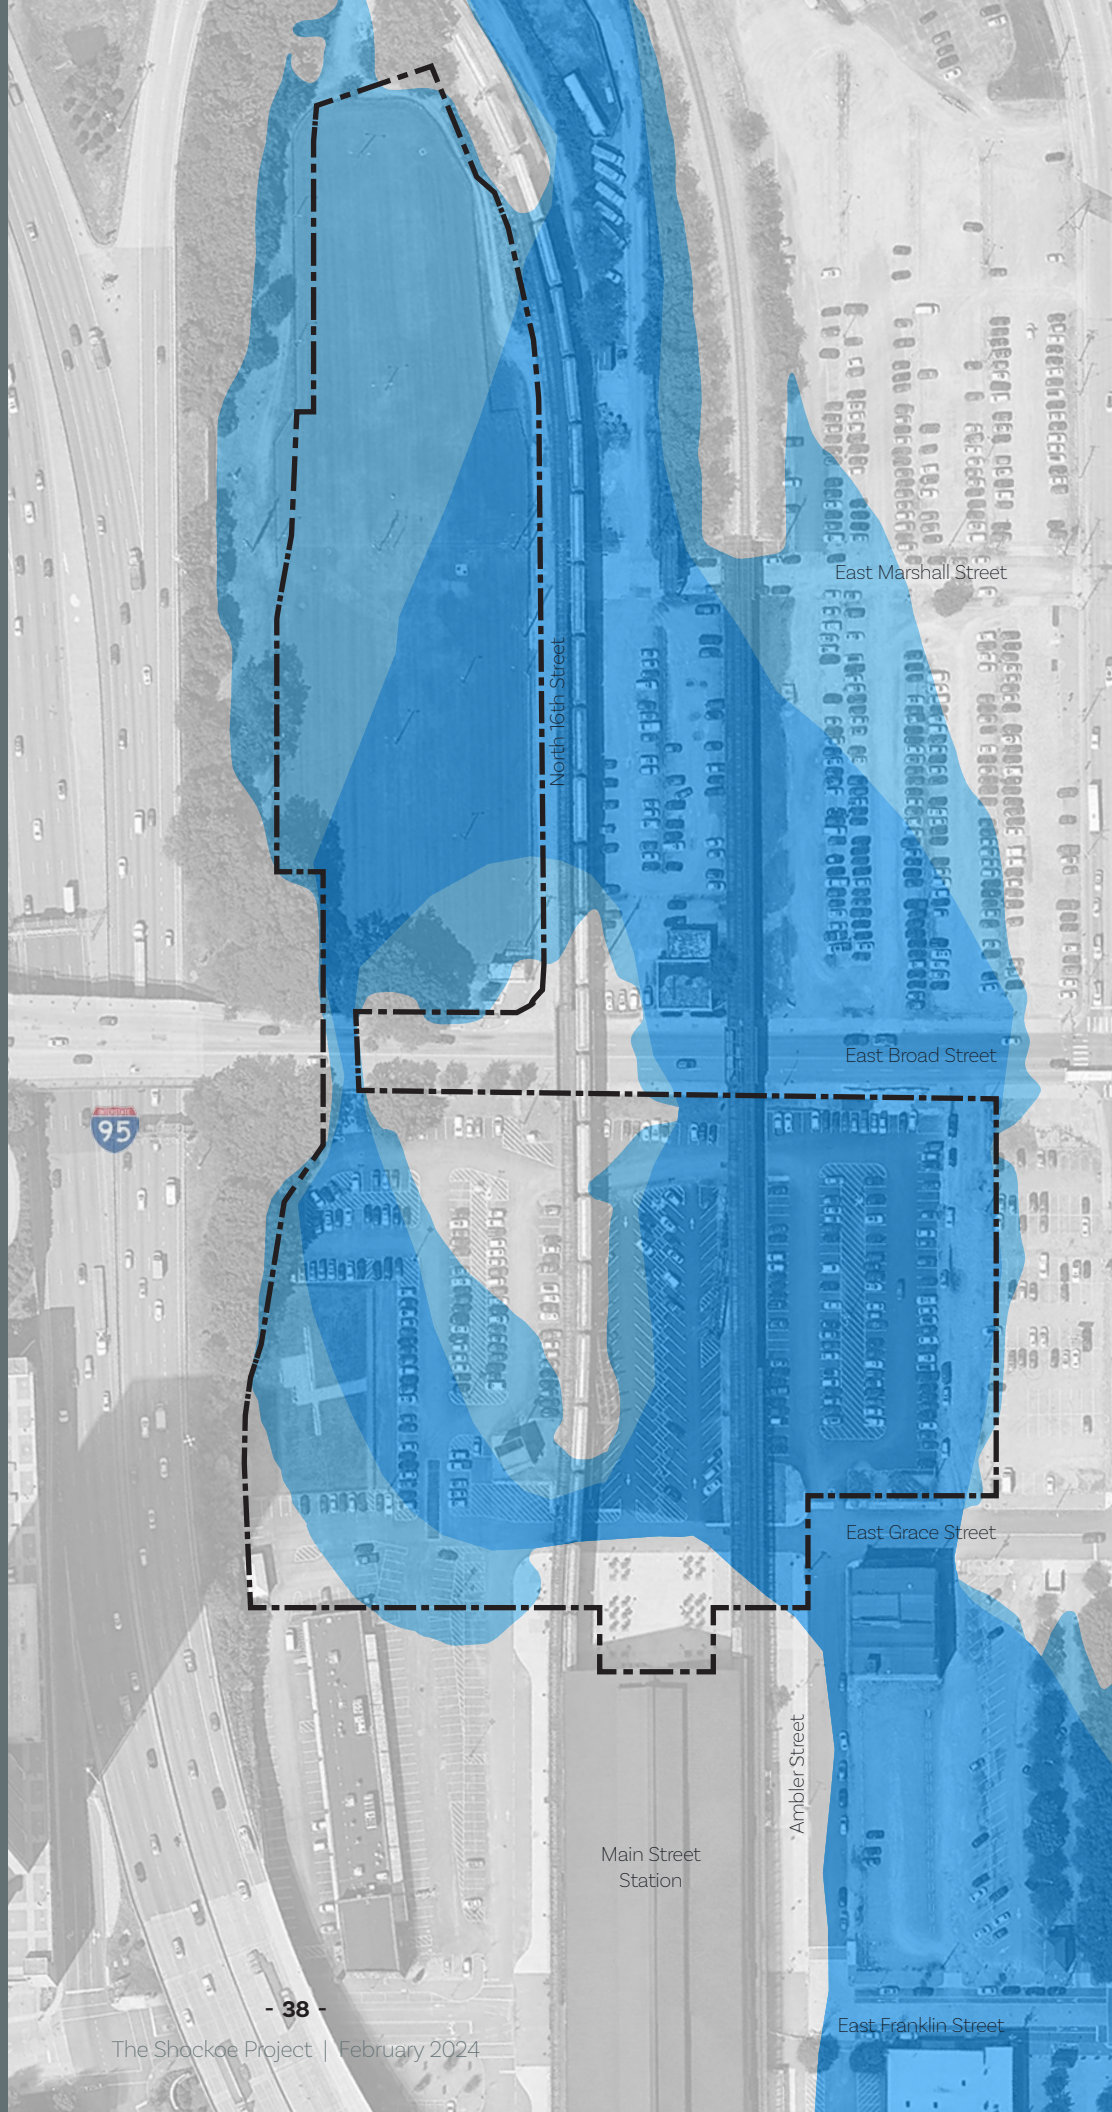 East Marshall Street
North 16th Street
East Broad Street
INTERSTATE
95
East Grace Street
Ambler Street
Main Street
Station
- 38 -
East Franklin Street
The Shockoe Project | February 2024